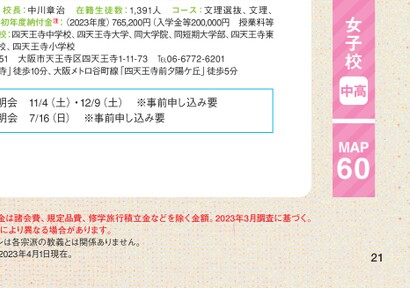 校長：中川章治　在籍生徒数：1,391人　コース：文理選抜、文理、
初年度納付金注：（2023年度）765,200円（入学金等200,000円　授業料等
校：四天王寺中学校、四天王寺大学、同大学院、同短期大学部、四天王寺東
校、四天王寺小学校
51　大阪市天王寺区四天王寺1-11-73　TEL06-6772-6201
寺」徒歩10分、大阪メトロ谷町線「四天王寺前夕陽ケ丘」徒歩5分
明会　11/4（土）・12/9（土）　※事前申し込み要
明会　7/16（日）　※事前申し込み要
女子校
中高
MAP
60
金は諸会費、規定品費、修学旅行積立金などを除く金額。2023年3月調査に基づく。
により異なる場合があります。
ンは各宗派の教義とは関係ありません。
2023年4月1日現在。
21